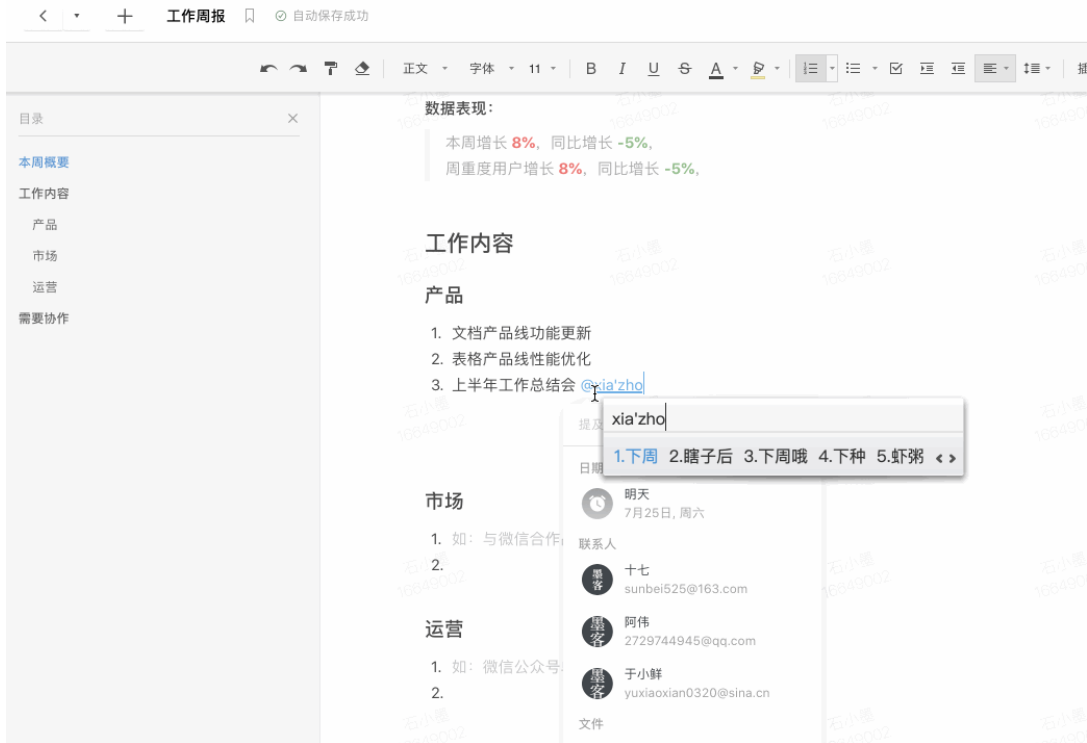 工作周报 自动保存成功
正文 字体 11 B I U S A
目录
本周概要
工作内容
产品
市场
运营
需要协作
数据表现：
本周增长 8%，同比增长 -5%，
周重度用户增长 8%，同比增长 -5%，
工作内容
产品
1. 文档产品线功能更新
2. 表格产品线性能优化
3. 上半年工作总结会 @xia'zho
xia'zho
1.下周 2.瞎子后 3.下周哦 4.下种 5.虾粥
提及
日期
明天
7月25日, 周六
联系人
十七
sunbei525@163.com
阿伟
2729744945@qq.com
于小鲜
yuxiaoxian0320@sina.cn
文件
市场
1. 如：与微信合作
2.
运营
1. 如：微信公众号
2.
石小墨
16649002